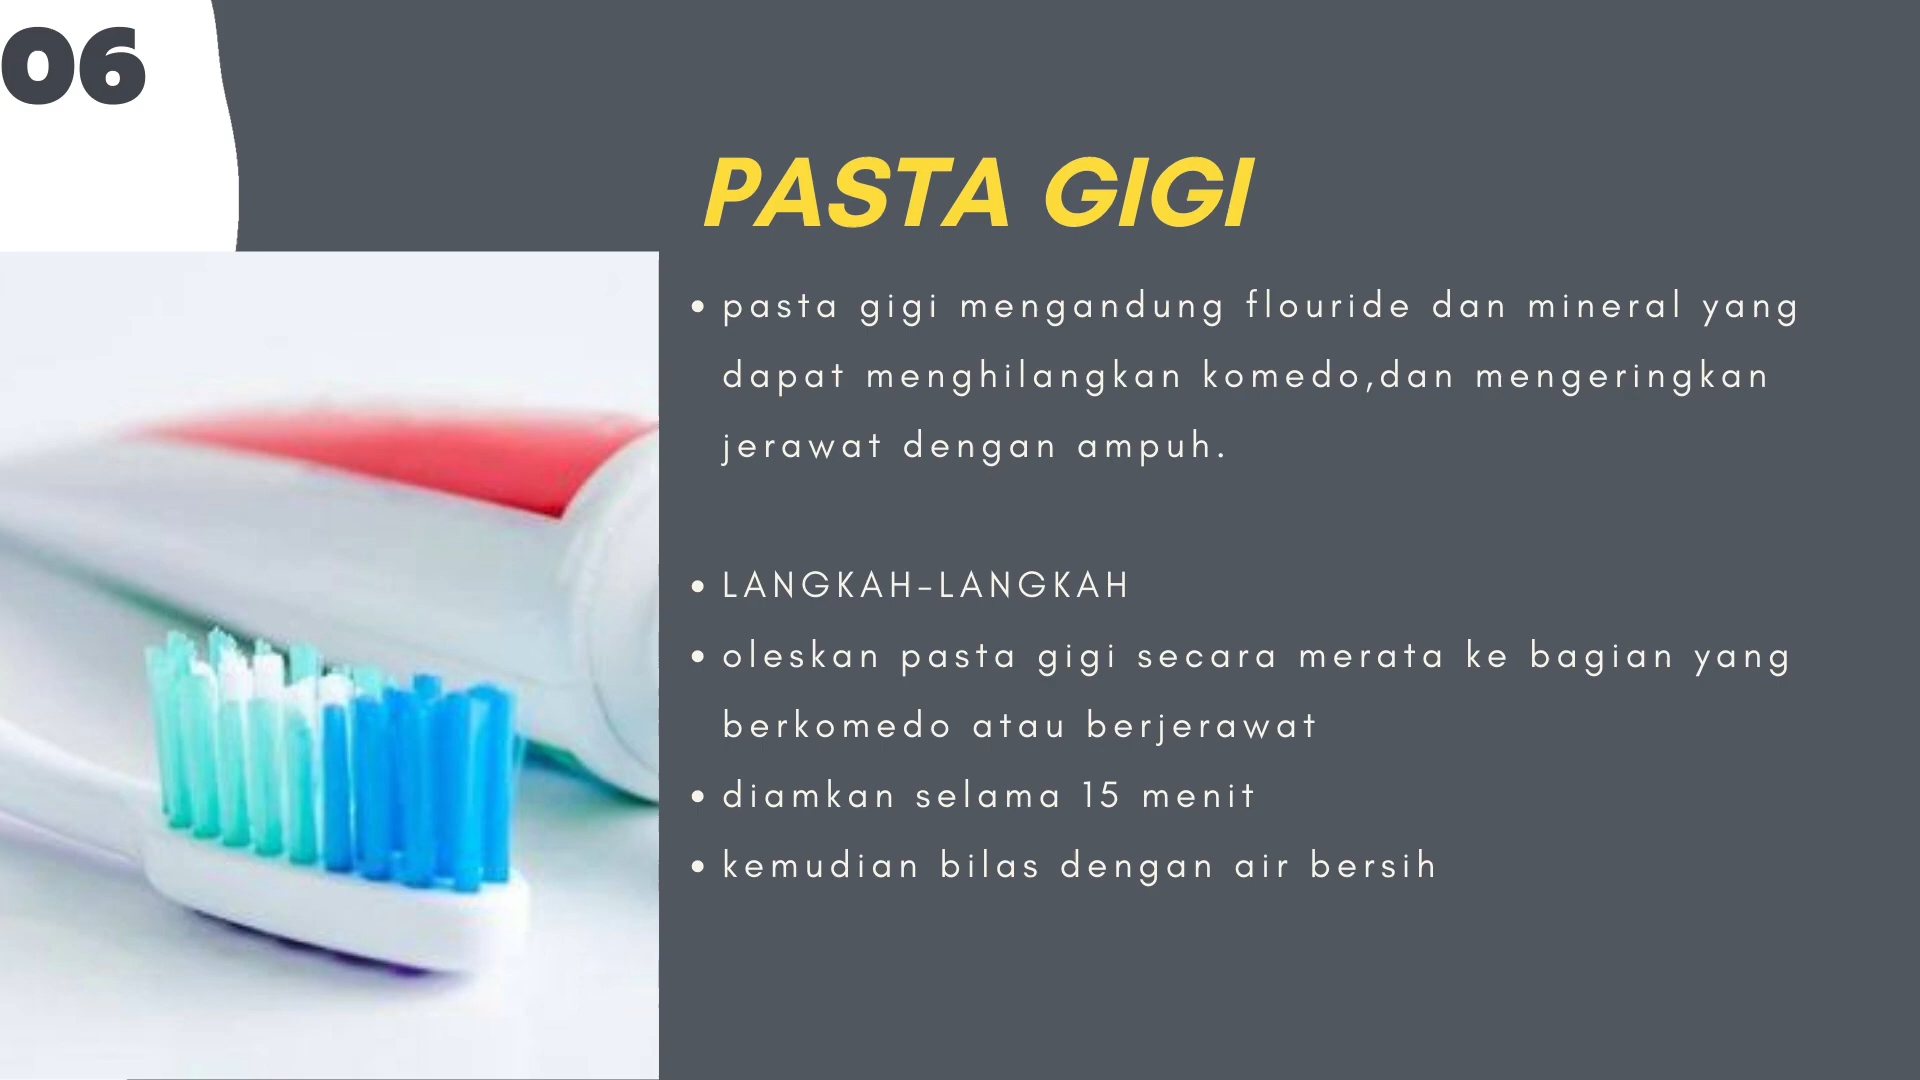 06
PASTA GIGI
• pasta gigi mengandung flouride dan mineral yang
dapat menghilangkan komedo,dan mengeringkan
jerawat dengan ampuh.
• LANGKAH-LANGKAH
• oleskan pasta gigi secara merata ke bagian yang
berkomedo atau berjerawat
• diamkan selama 15 menit
• kemudian bilas dengan air bersih